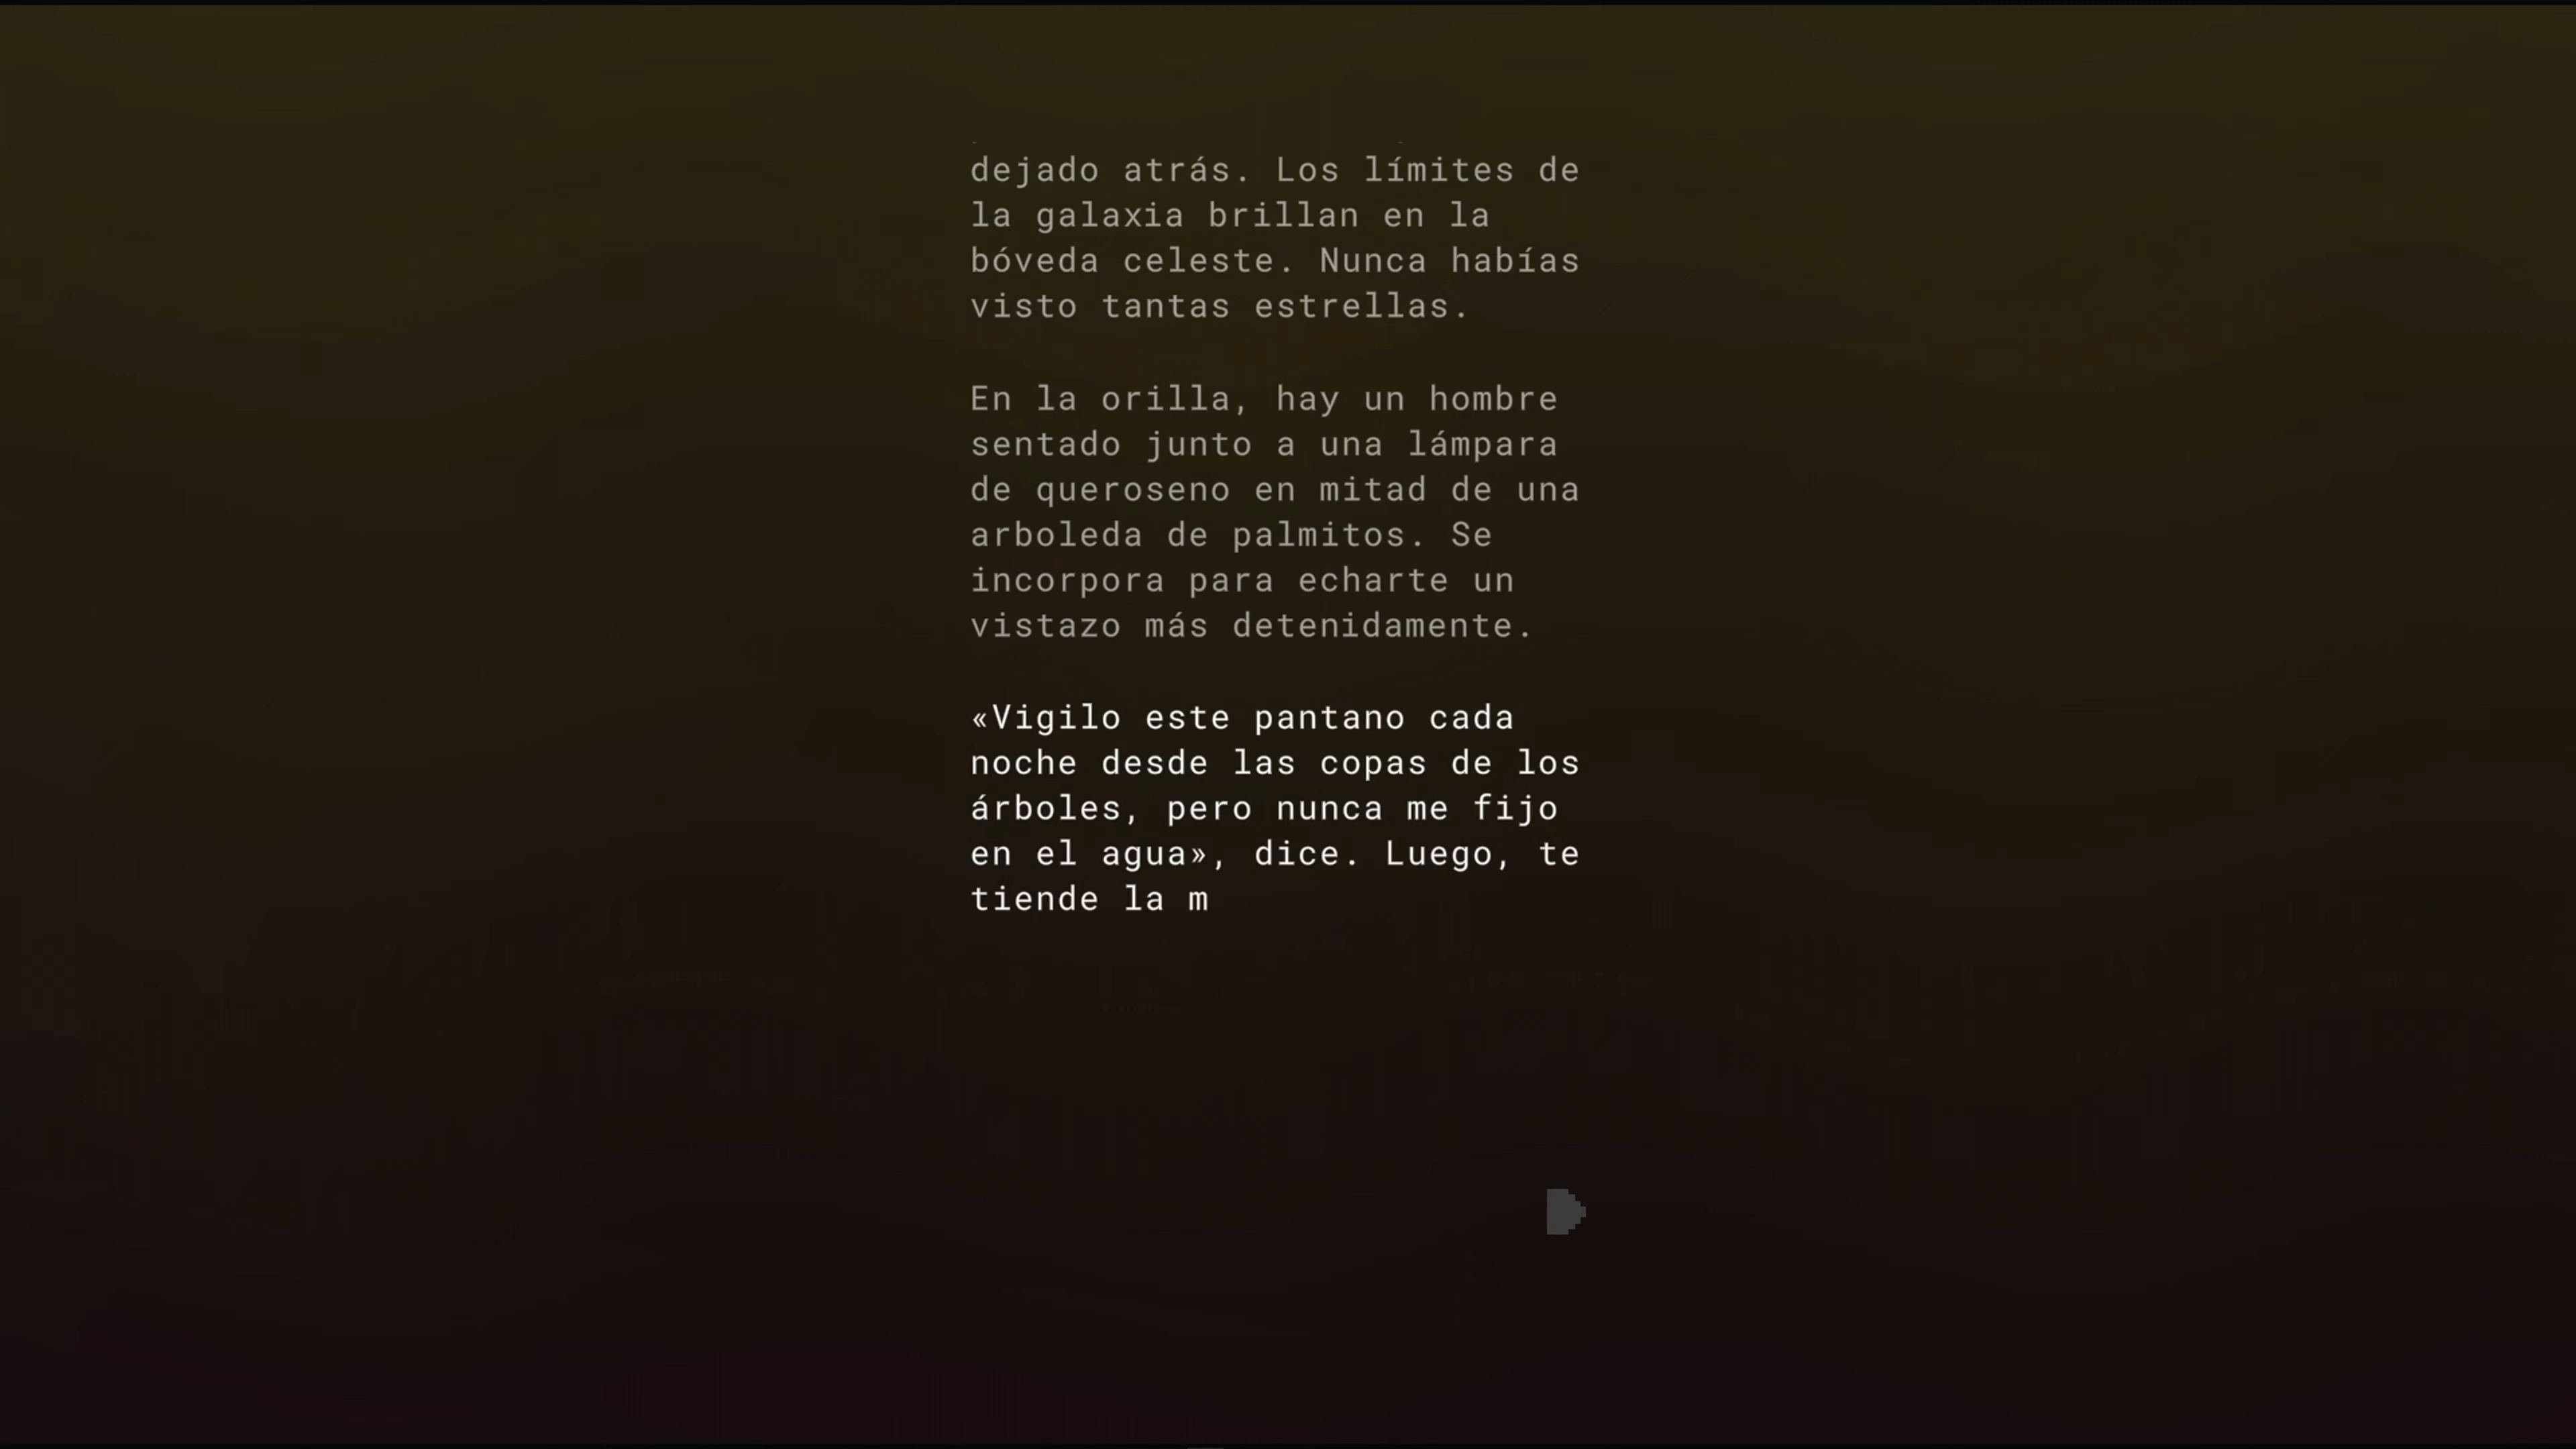 dejado atrás. Los límites de
la galaxia brillan en la
bóveda celeste. Nunca habías
visto tantas estrellas.
En la orilla, hay un hombre
sentado junto a una lámpara
de queroseno en mitad de una
arboleda de palmitos. Se
incorpora para echarte un
vistazo más detenidamente.
«Vigilo este pantano cada
noche desde las copas de los
árboles, pero nunca me fijo
en el agua», dice. Luego, te
tiende la m